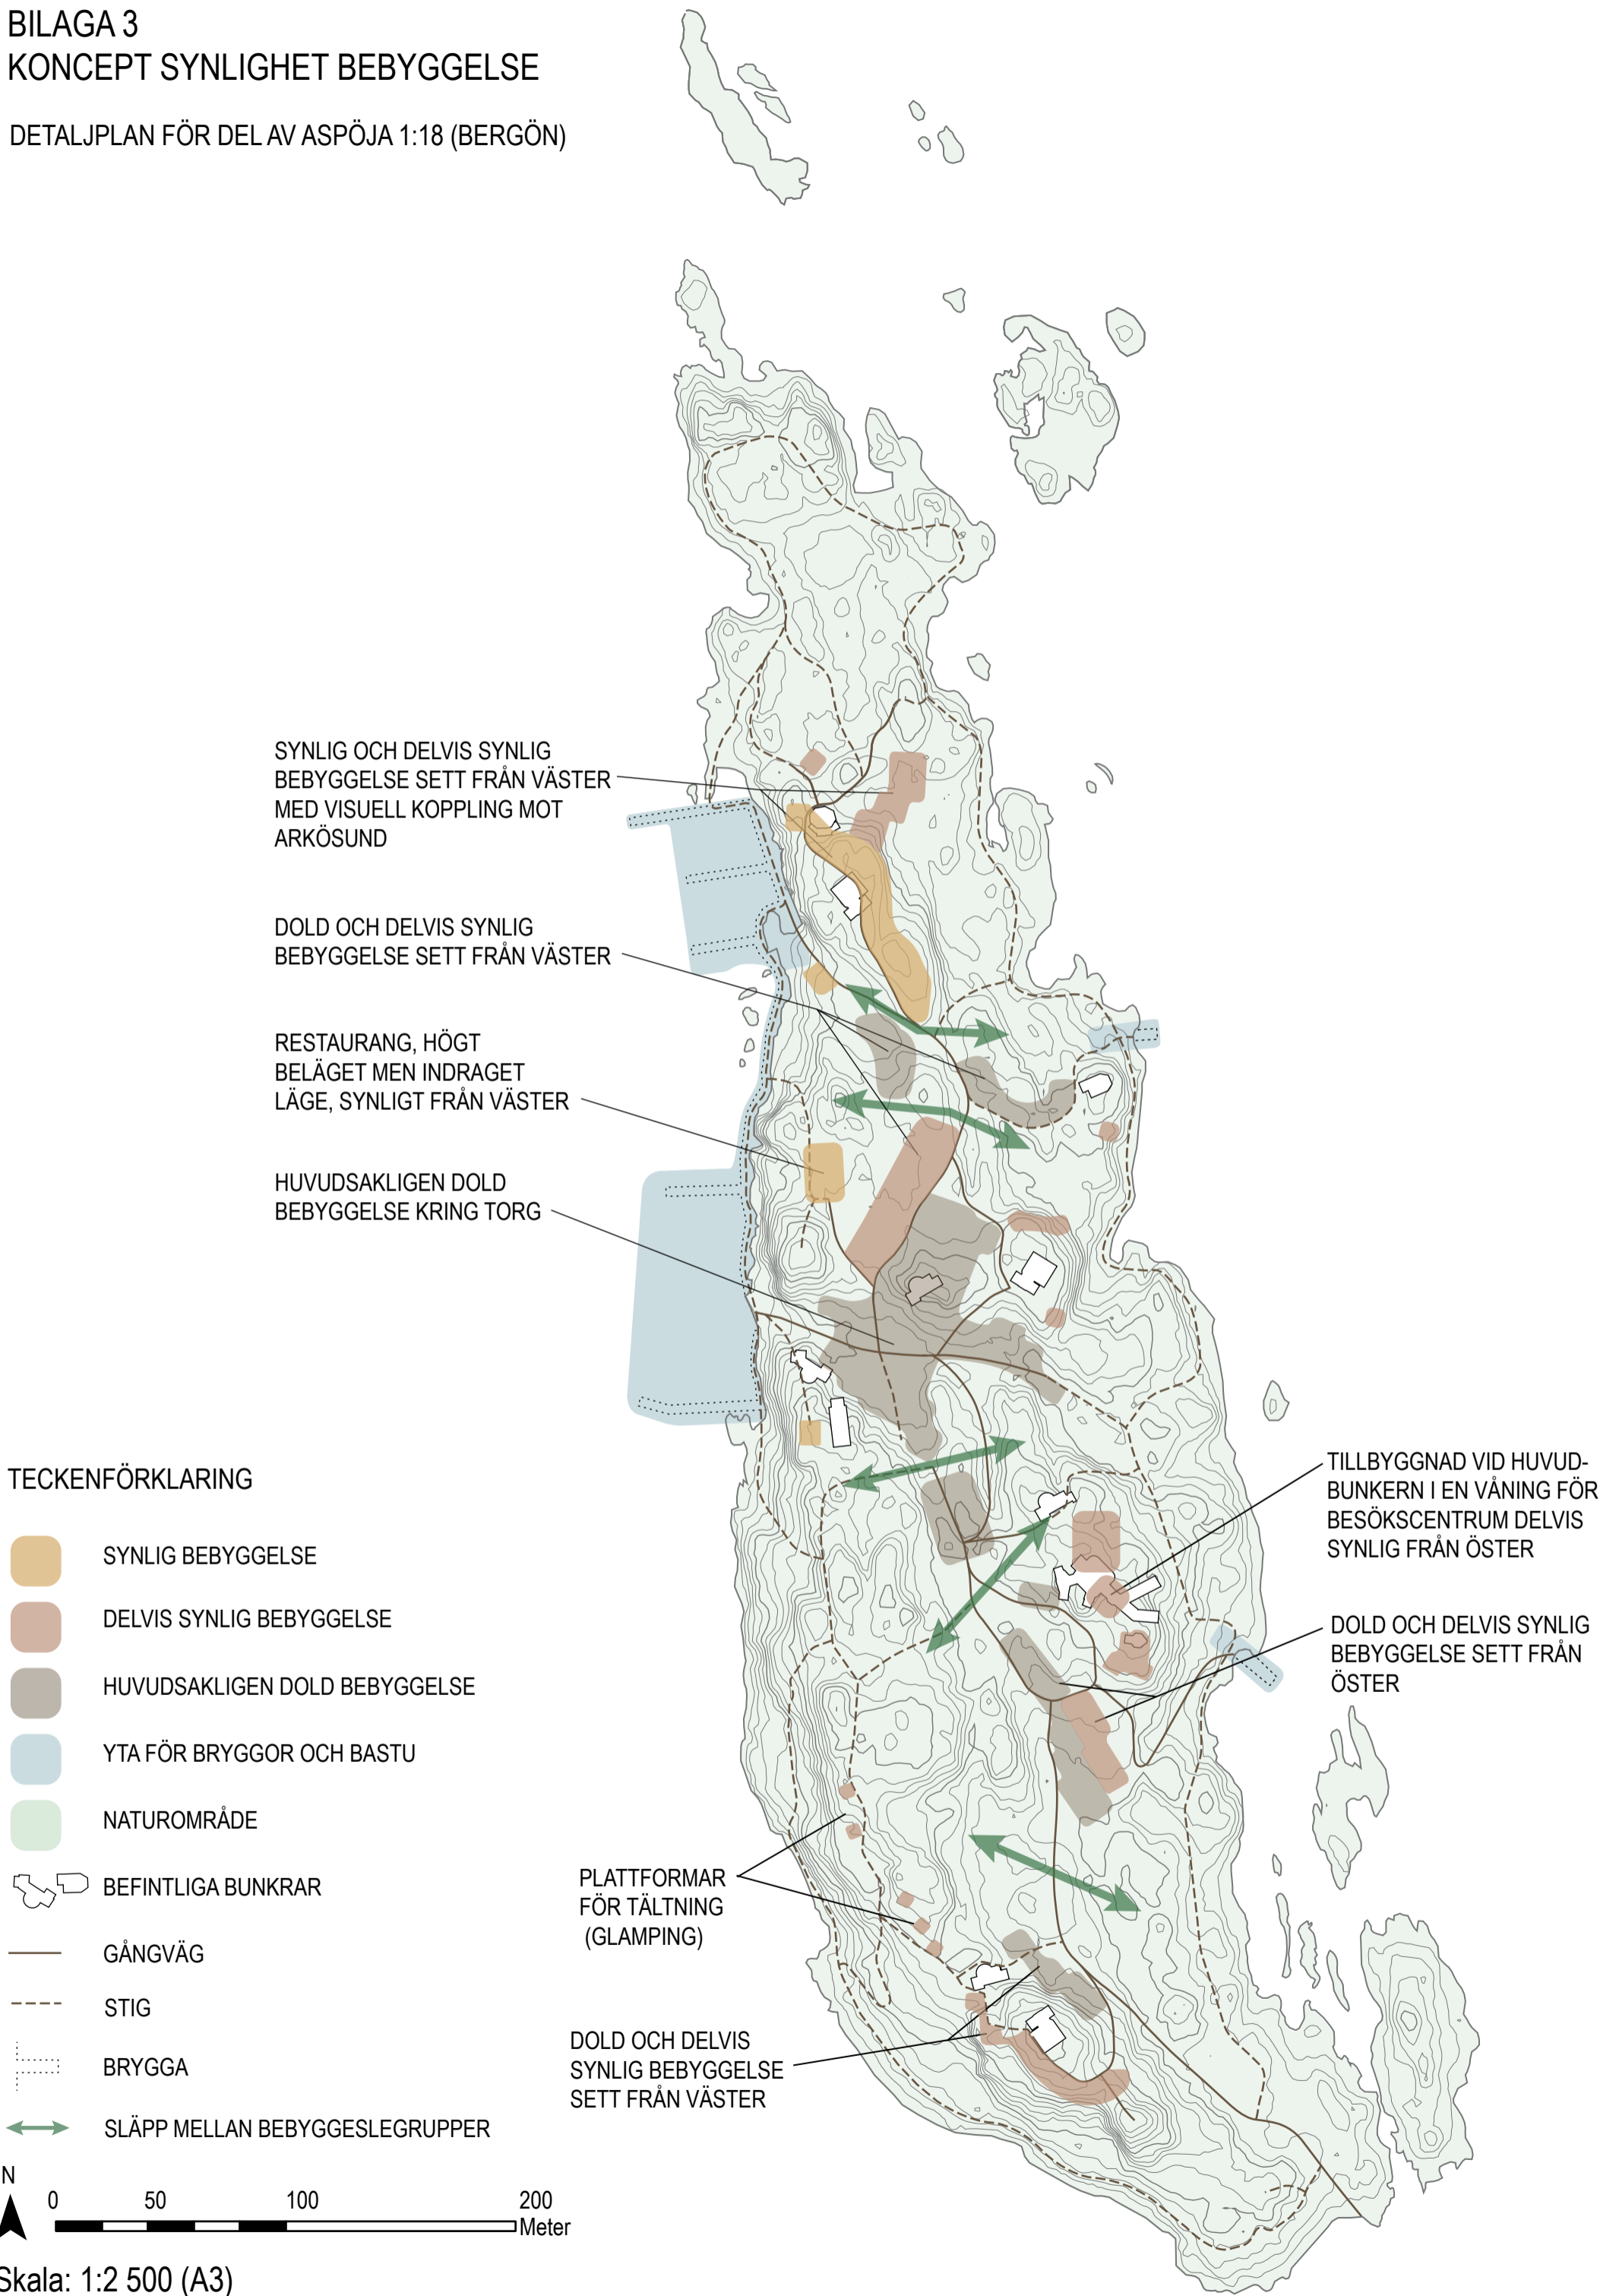 BILAGA 3
KONCEPT SYNLIGHET BEBYGGELSE
DETALJPLAN FÖR DEL AV ASPÖJA 1:18 (BERGÖN)
SYNLIG OCH DELVIS SYNLIG
BEBYGGELSE SETT FRÅN VÄSTER
MED VISUELL KOPPLING MOT
ARKÖSUND
DOLD OCH DELVIS SYNLIG
BEBYGGELSE SETT FRÅN VÄSTER
RESTAURANG, HÖGT
BELÄGET MEN INDRAGET
LÄGE, SYNLIGT FRÅN VÄSTER
HUVUDSAKLIGEN DOLD
BEBYGGELSE KRING TORG
TILLBYGGNAD VID HUVUD-
BUNKERN I EN VÅNING FÖR
BESÖKSCENTRUM DELVIS
SYNLIG FRÅN ÖSTER
DOLD OCH DELVIS SYNLIG
BEBYGGELSE SETT FRÅN
ÖSTER
PLATTFORMAR
FÖR TÄLTNING
(GLAMPING)
DOLD OCH DELVIS
SYNLIG BEBYGGELSE
SETT FRÅN VÄSTER
TECKENFÖRKLARING
SYNLIG BEBYGGELSE
DELVIS SYNLIG BEBYGGELSE
HUVUDSAKLIGEN DOLD BEBYGGELSE
YTA FÖR BRYGGOR OCH BASTU
NATUROMRÅDE
BEFINTLIGA BUNKRAR
GÅNGVÄG
STIG
BRYGGA
SLÄPP MELLAN BEBYGGESLEGRUPPER
N
0 50 100 200
Meter
Skala: 1:2 500 (A3)